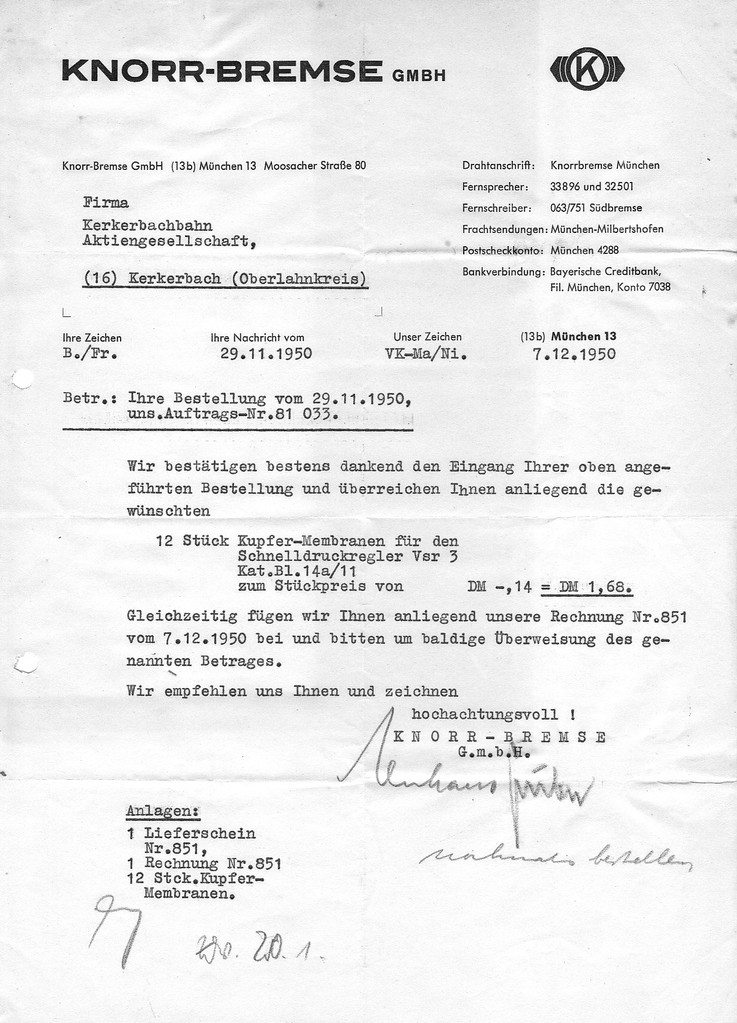 KNORR-BREMSE GMBH
K
Knorr-Bremse GmbH (13b) München 13 Moosacher Straße 80
Drahtanschrift: Knorrbremse München
Fernsprecher: 33896 und 32501
Fernschreiber: 063/751 Südbremse
Frachtsendungen: München-Milbertshofen
Postscheckkonto: München 4288
Bankverbindung: Bayerische Creditbank,
Fil. München, Konto 7038
Firma
Kerkerbachbahn
Aktiengesellschaft,
(16) Kerkerbach (Oberlahnkreis)
Ihre Zeichen Ihre Nachricht vom Unser Zeichen (13b) München 13
B./Fr. 29.11.1950 VK-Ma/Ni. 7.12.1950
Betr.: Ihre Bestellung vom 29.11.1950,
uns.Auftrags-Nr.81 033.
Wir bestätigen bestens dankend den Eingang Ihrer oben ange-
führten Bestellung und überreichen Ihnen anliegend die ge-
wünschten
12 Stück Kupfer-Membranen für den
Schnelldruckregler Vsr 3
Kat.Bl.14a/11
zum Stückpreis von DM -,14 = DM 1,68.
Gleichzeitig fügen wir Ihnen anliegend unsere Rechnung Nr.851
vom 7.12.1950 bei und bitten um baldige Überweisung des ge-
nannten Betrages.
Wir empfehlen uns Ihnen und zeichnen
hochachtungsvoll !
KNORR-BREMSE
G.m.b.H.
Anlagen:
1 Lieferschein
Nr.851,
1 Rechnung Nr.851
12 Stck.Kupfer-
Membranen.
nochmals bestellen
20. 1.